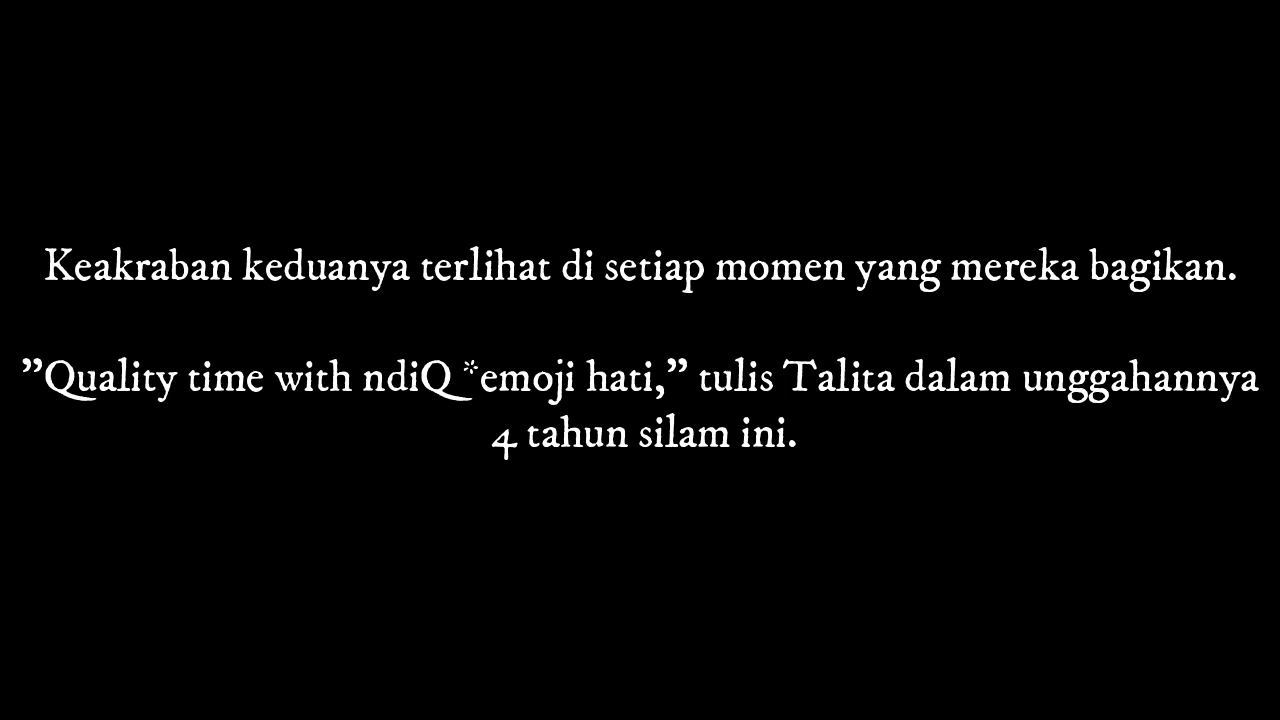 Keakraban keduanya terlihat di setiap momen yang mereka bagikan.
"Quality time with ndiQ *emoji hati," tulis Talita dalam unggahannya
4 tahun silam ini.